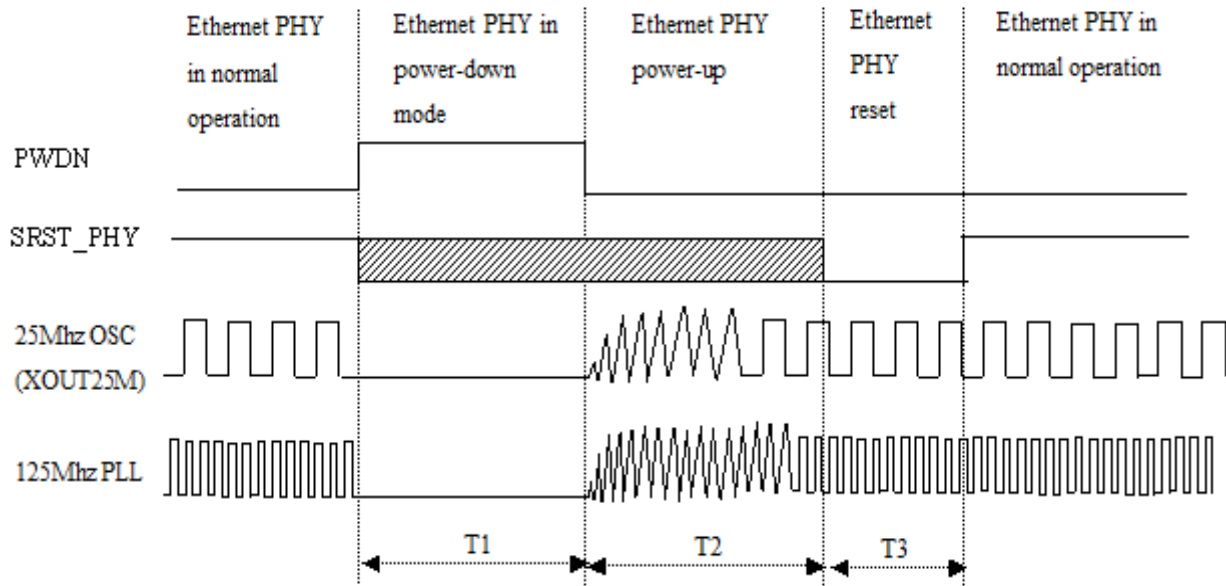 Ethernet PHY
in normal
operation
Ethernet PHY in
power-down
mode
Ethernet PHY
power-up
Ethernet
PHY
reset
Ethernet PHY in
normal operation
PWDN
SRST_PHY
25Mhz OSC
(XOUT25M)
125Mhz PLL
T1
T2
T3